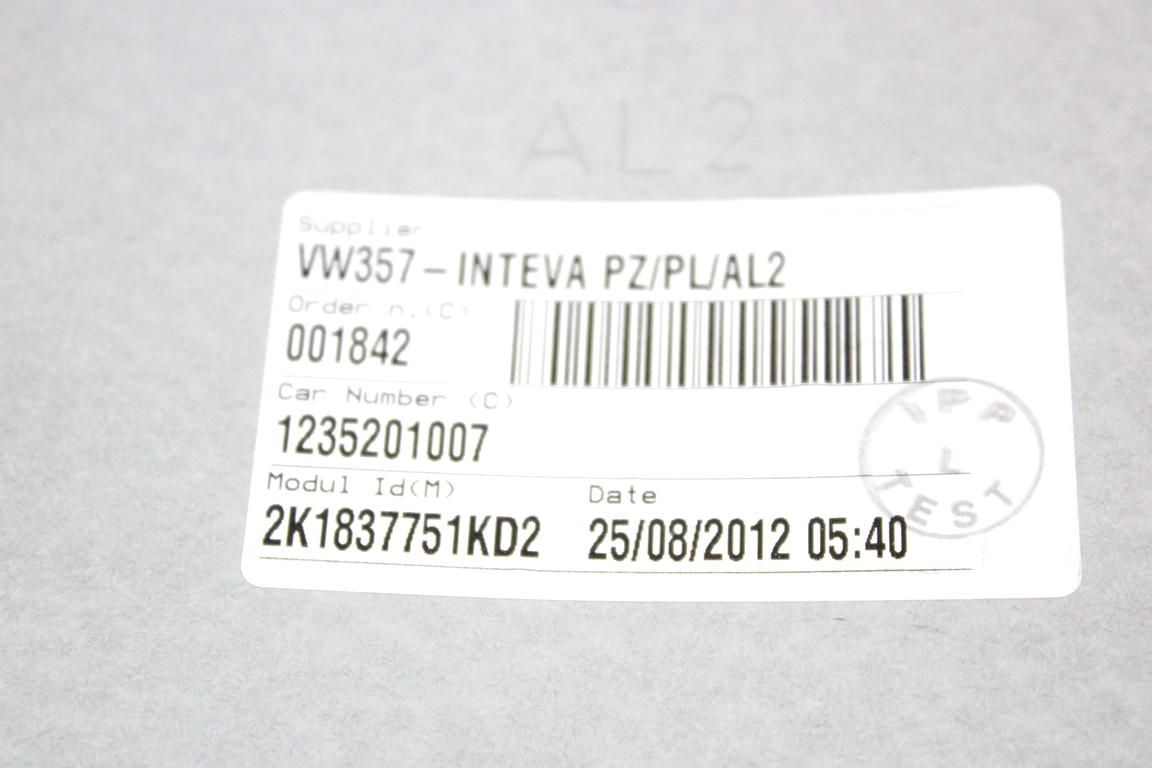 AL2
Supplier
VW357-INTEVA PZ/PL/AL2
Order n.(C)
001842
Car Number (C)
1235201007
Modul Id(M) Date
2K1837751KD2 25/08/2012 05:40
IPP
L
TEST